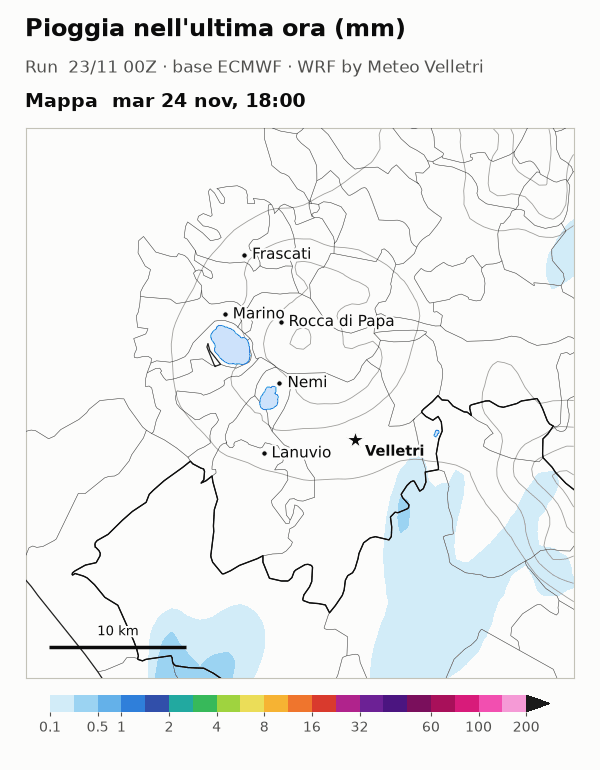 Pioggia nell'ultima ora (mm)
Run  23/11 00Z · base ECMWF · WRF by Meteo Velletri
Mappa  mar 24 nov, 18:00
Frascati
Marino
Rocca di Papa
Nemi
Velletri
Lanuvio
10 km
0.1 0.5 1 2 4 8 16 32 60 100 200